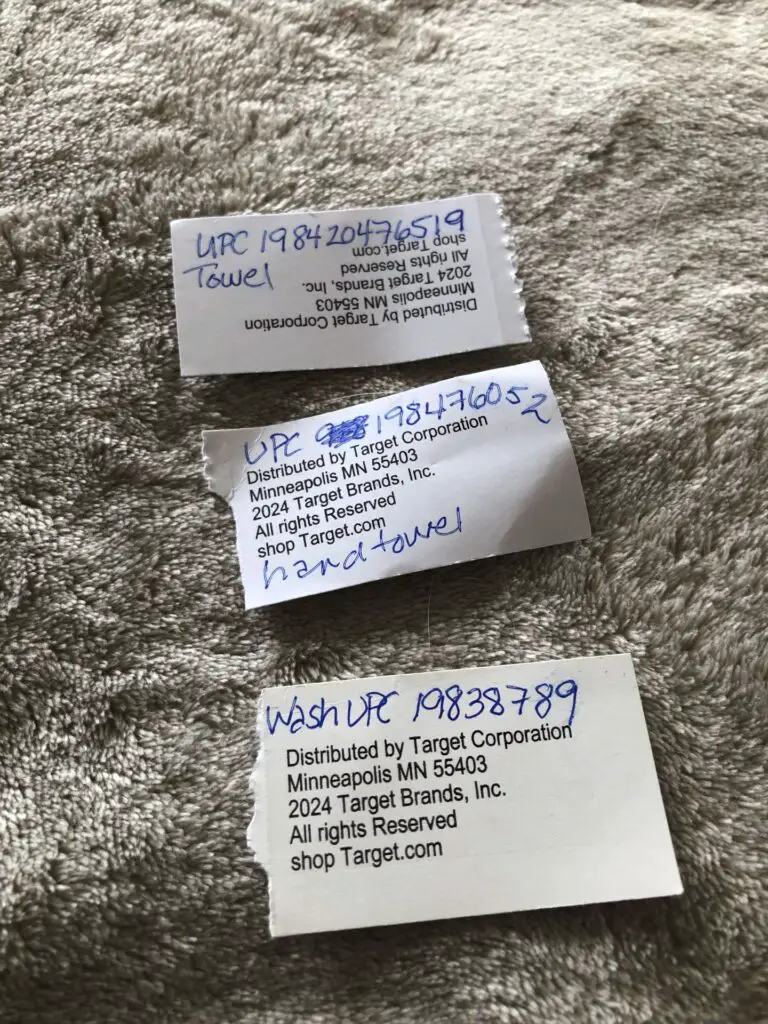 UPC 198420476519
Towel
Distributed by Target Corporation
Minneapolis MN 55403
2024 Target Brands, Inc.
All rights Reserved
shop Target.com
UPC 198476052
Distributed by Target Corporation
Minneapolis MN 55403
2024 Target Brands, Inc.
All rights Reserved
shop Target.com
hand towel
Wash UPC 19838789
Distributed by Target Corporation
Minneapolis MN 55403
2024 Target Brands, Inc.
All rights Reserved
shop Target.com